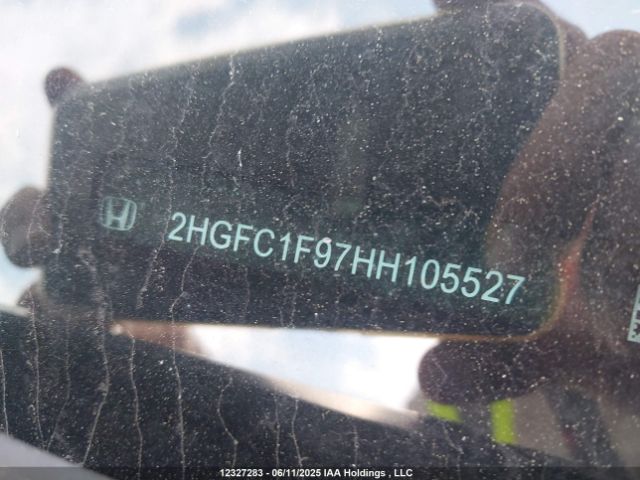 2HGFC1F97HH105527
12327283 - 06/11/2025 IAA Holdings , LLC